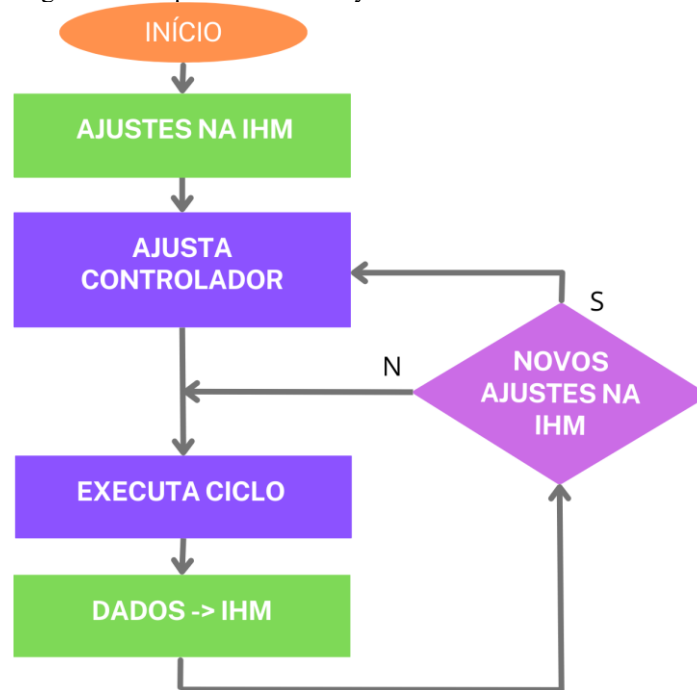 INÍCIO
AJUSTES NA IHM
AJUSTA
CONTROLADOR
S
N
NOVOS
AJUSTES NA
IHM
EXECUTA CICLO
DADOS -> IHM